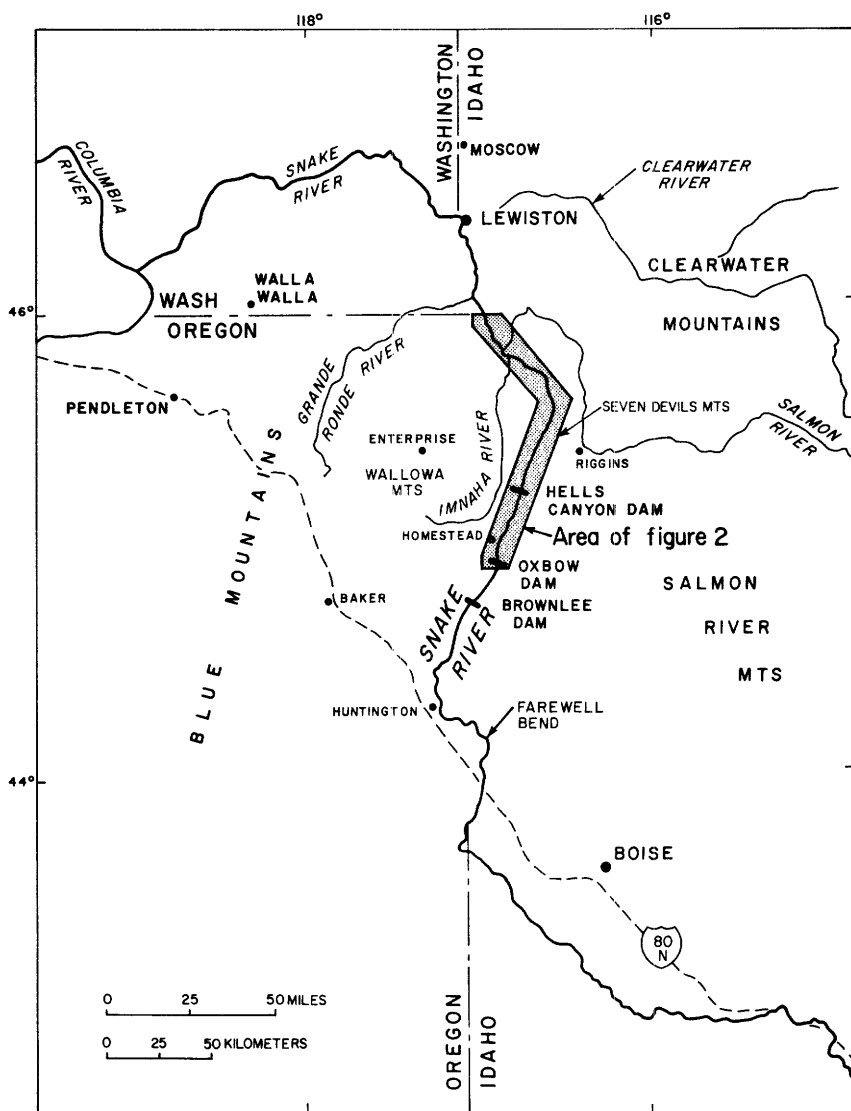 118°
116°
WASHINGTON
IDAHO
MOSCOW
COLUMBIA
RIVER
SNAKE
RIVER
CLEARWATER
RIVER
LEWISTON
CLEARWATER
MOUNTAINS
WALLA
WALLA
WASH
OREGON
46°
GRANDE
RONDE RIVER
PENDLETON
SEVEN DEVILS MTS
SALMON
RIVER
ENTERPRISE
WALLOWA
MTS
IMNAHA RIVER
RIGGINS
HELLS
CANYON DAM
HOMESTEAD
Area of figure 2
OXBOW
DAM
BLUE MOUNTAINS
BAKER
SNAKE
RIVER
BROWNLEE
DAM
SALMON
RIVER
MTS
HUNTINGTON
FAREWELL
BEND
44°
BOISE
80
N
0 25 50 MILES
0 25 50 KILOMETERS
OREGON
IDAHO